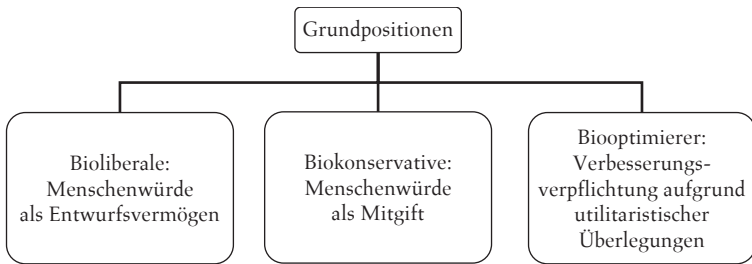 Grundpositionen
Bioliberale:
Menschenwürde
als Entwurfsvermögen
Biokonservative:
Menschenwürde
als Mitgift
Biooptimierer:
Verbesserungs-
verpflichtung aufgrund
utilitaristischer
Überlegungen